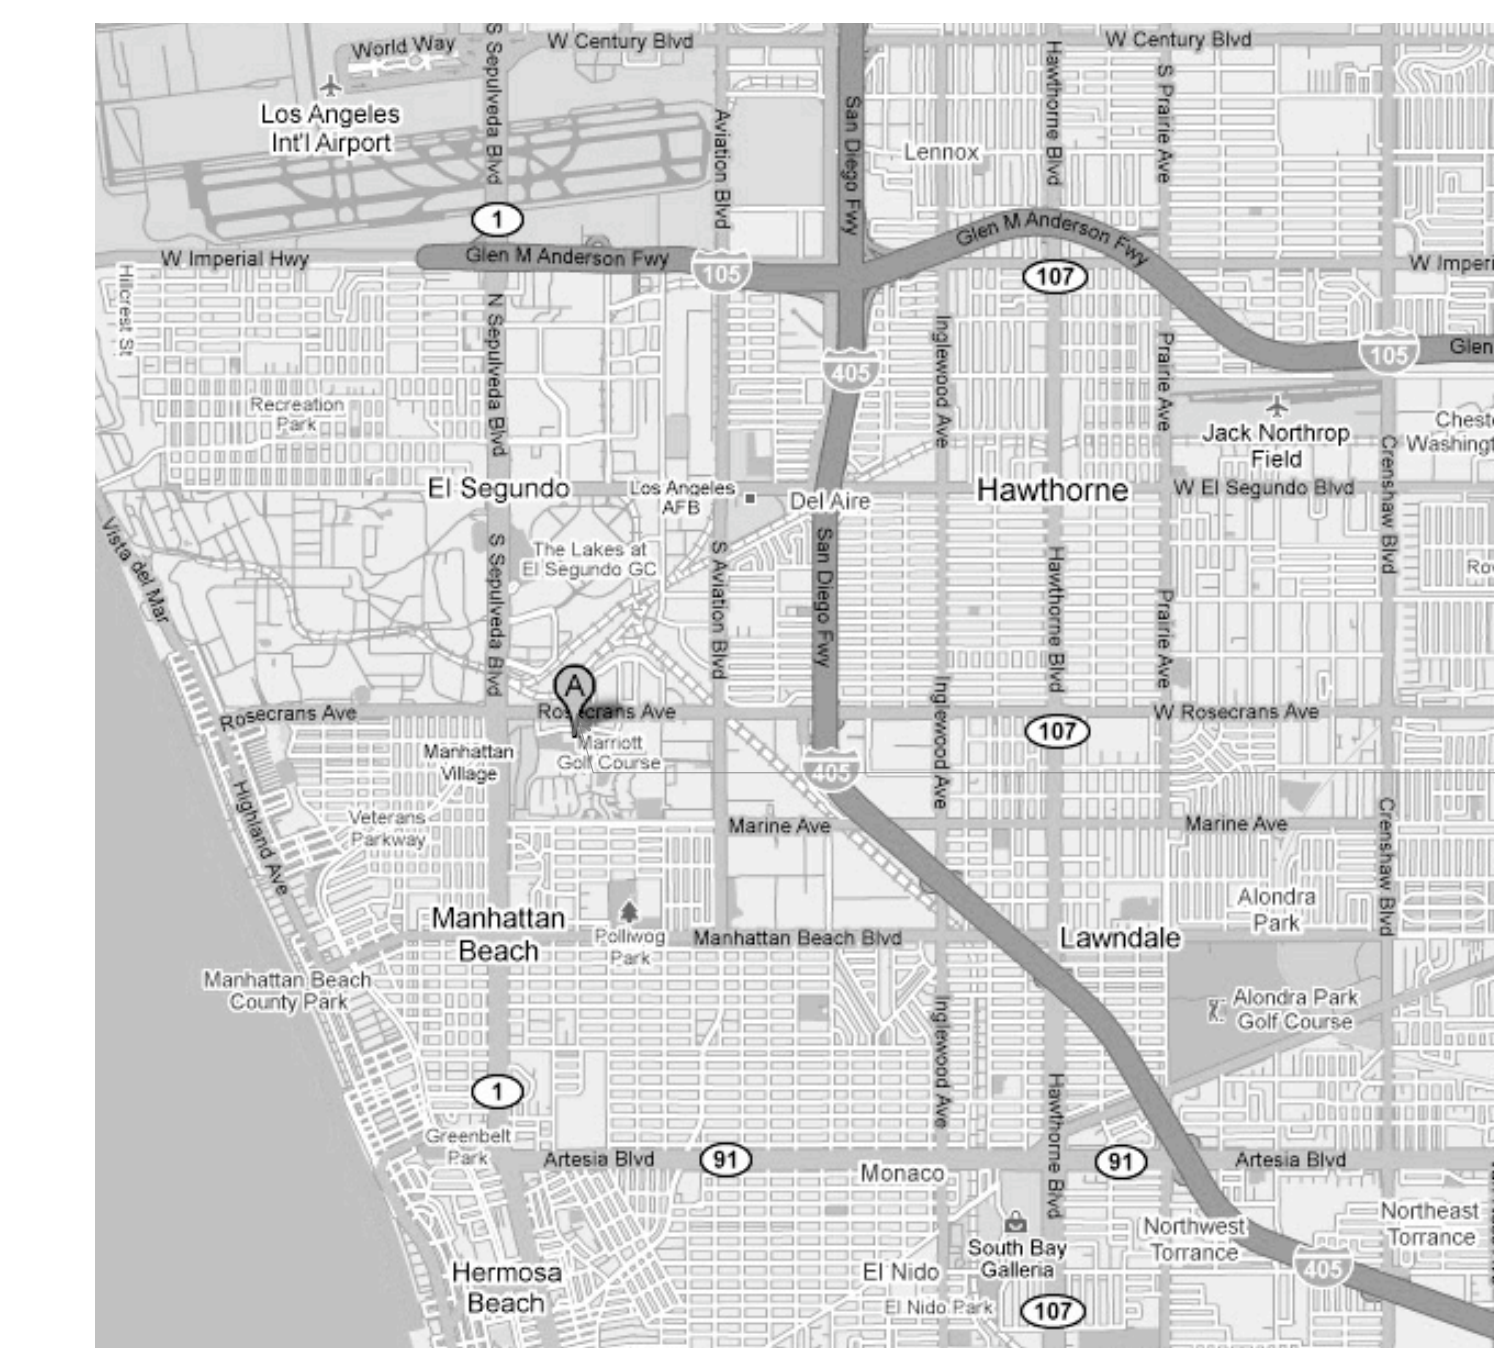 World Way
S Sepulveda Blvd
W Century Blvd
W Century Blvd
Hawthorne Blvd
S Prairie Ave
Los Angeles
Int'l Airport
Aviation Blvd
San Diego Fwy
Lennox
1
Glen M Anderson Fwy
W Imperial Hwy
Glen M Anderson Fwy
105
107
W Imperi
Hillcrest St
N Sepulveda Blvd
Inglewood Ave
Prairie Ave
105
Glen
405
Recreation
Park
Jack Northrop
Field
Cheste
Washingt
Crenshaw Blvd
El Segundo
Los Angeles
AFB
Del Aire
Hawthorne
W El Segundo Blvd
Vista del Mar
S Sepulveda Blvd
The Lakes at
El Segundo GC
S Aviation Blvd
San Diego Fwy
Hawthorne Blvd
Prairie Ave
Ro
A
Rosecrans Ave
Rosecrans Ave
Inglewood Ave
W Rosecrans Ave
107
Manhattan
Village
Marriott
Golf Course
405
Highland Ave
Veterans
Parkway
Marine Ave
Marine Ave
Crenshaw Blvd
Manhattan
Beach
Polliwog
Park
Manhattan Beach Blvd
Lawndale
Alondra
Park
Manhattan Beach
County Park
Inglewood Ave
Alondra Park
Golf Course
1
Hawthorne Blvd
Greenbelt
Park
Artesia Blvd
91
Monaco
91
Artesia Blvd
South Bay
Galleria
Northwest
Torrance
Northeast
Torrance
Hermosa
Beach
El Nido
405
El Nido Park
107